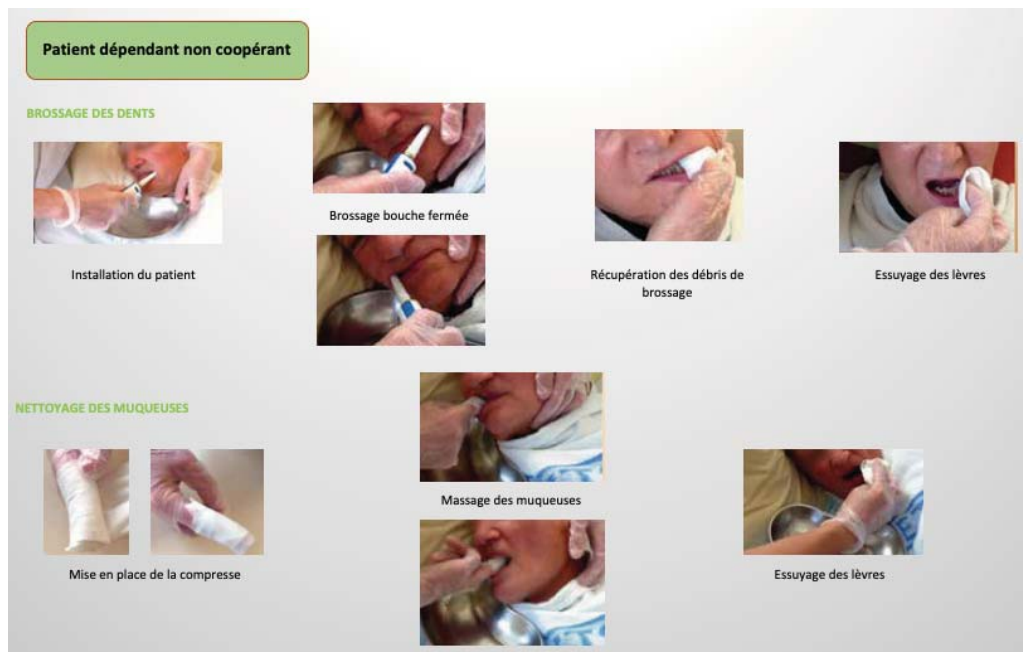 Patient dépendant non coopérant
BROSSAGE DES DENTS
Installation du patient
Brossage bouche fermée
Récupération des débris de
brossage
Essuyage des lèvres
NETTOYAGE DES MUQUEUSES
Mise en place de la compresse
Massage des muqueuses
Essuyage des lèvres